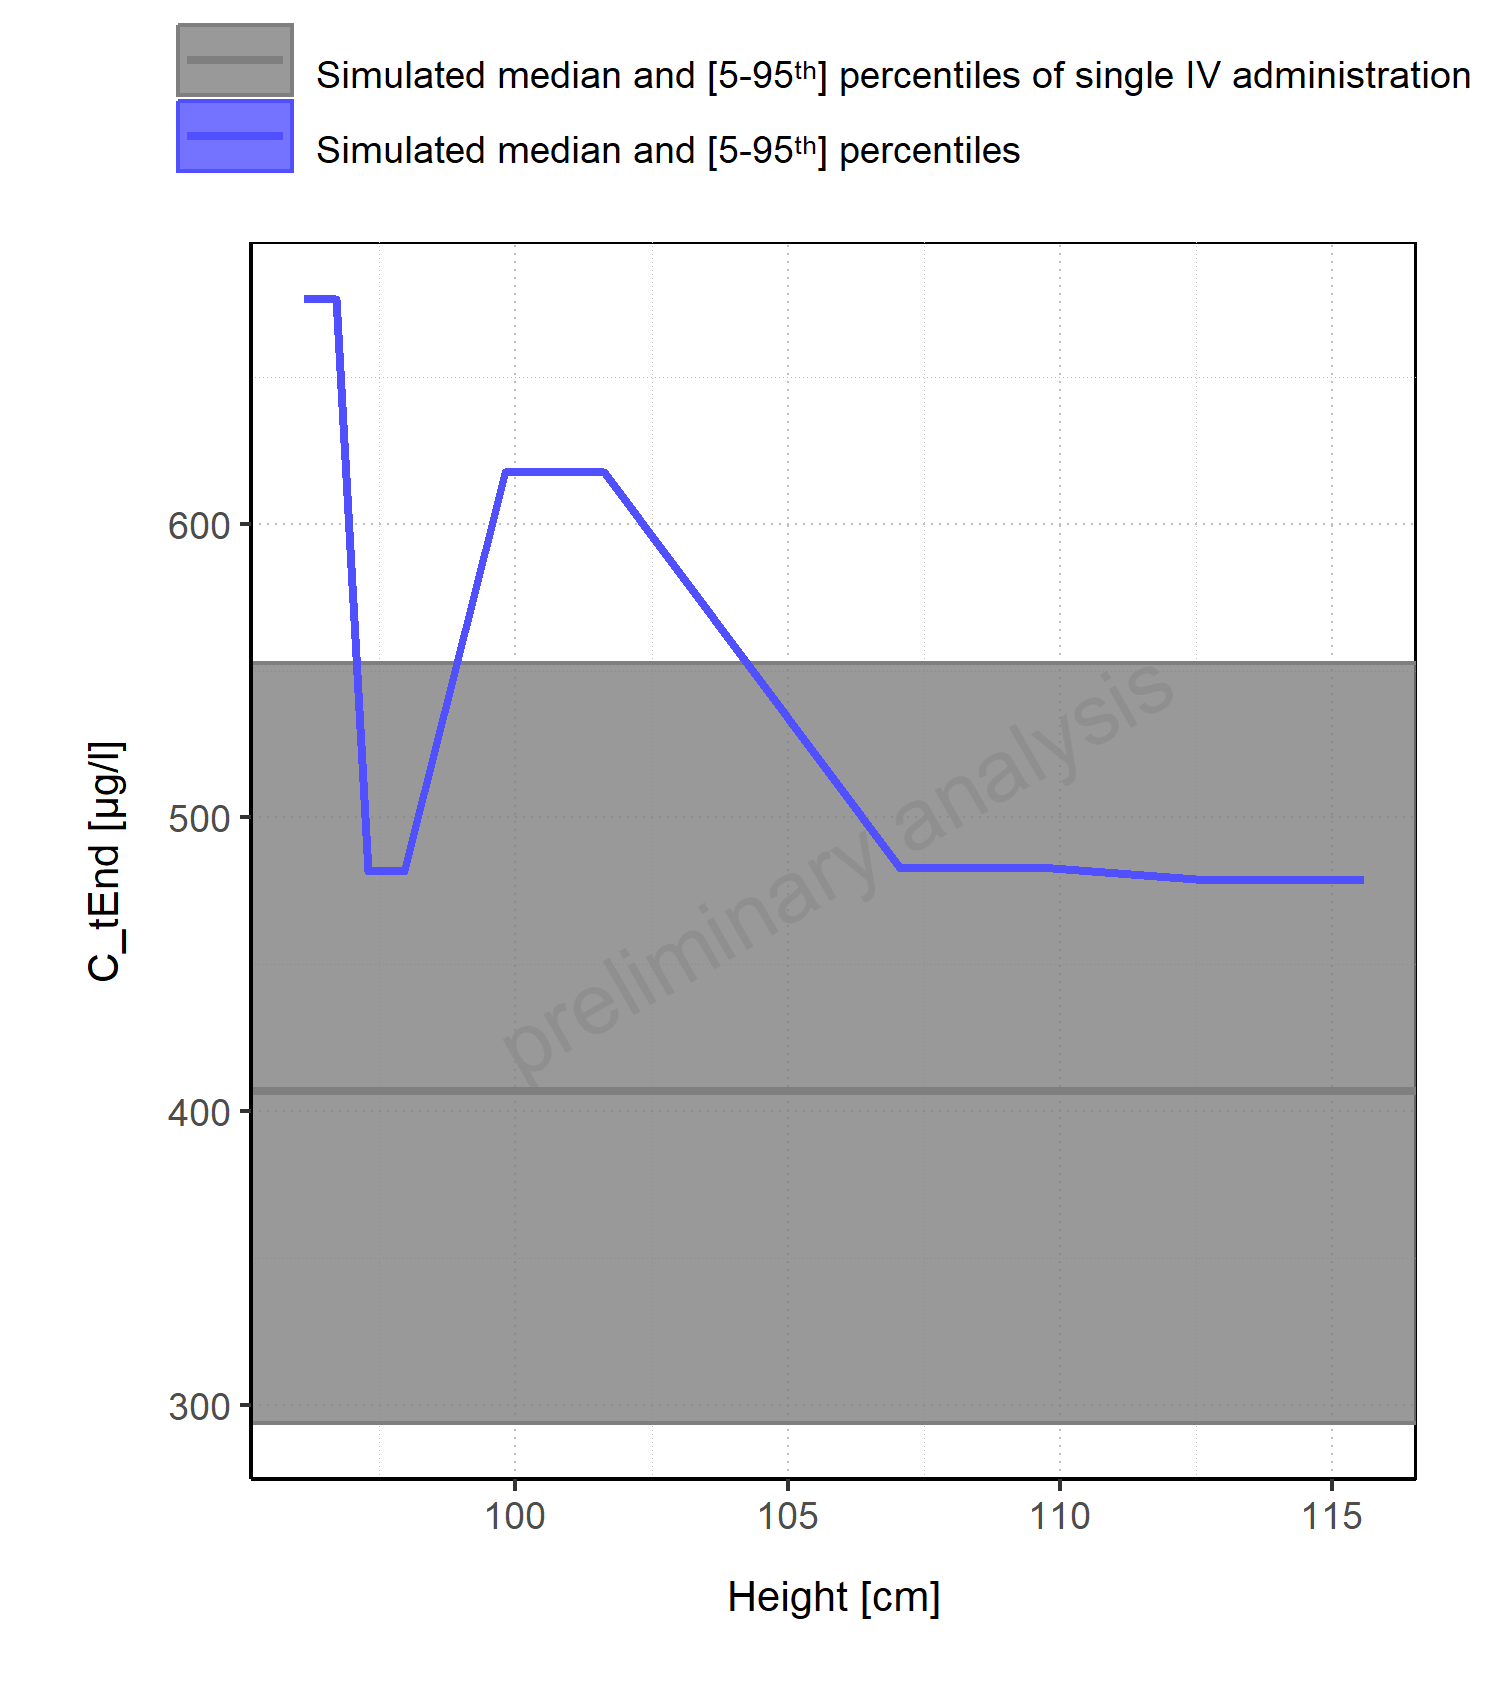 Simulated median and [5-95ᵗʰ] percentiles of single IV administration
Simulated median and [5-95ᵗʰ] percentiles
600
500
400
300
C_tEnd [µg/l]
preliminary analysis
100 105 110 115
Height [cm]